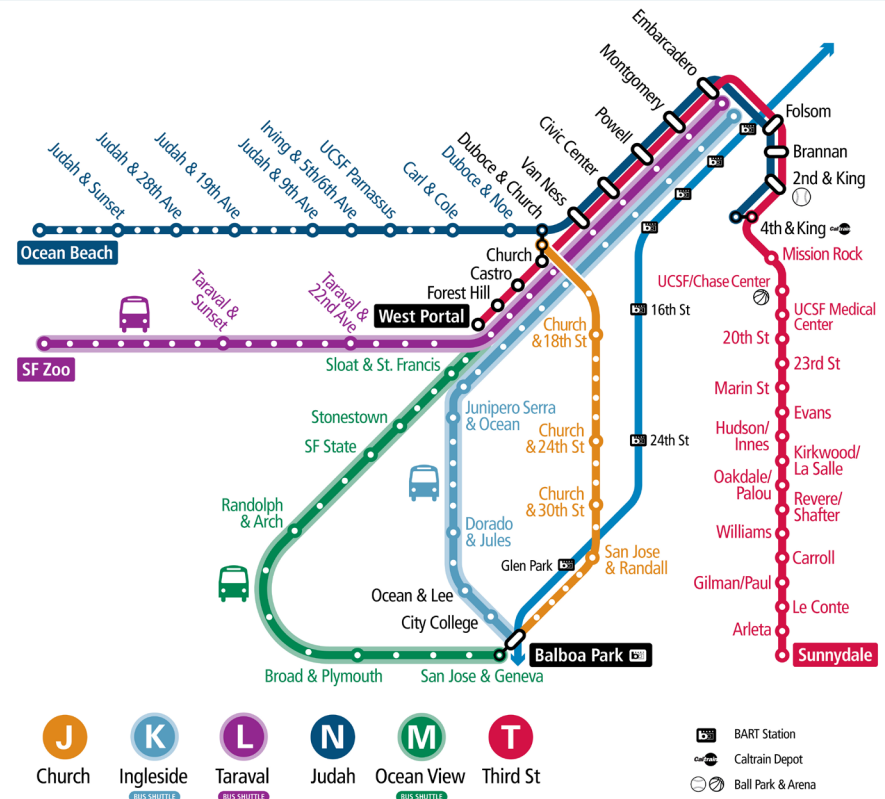 Embarcadero
Montgomery
Powell
Civic Center
Van Ness
Duboce & Church
Duboce & Noe
Carl & Cole
UCSF Parnassus
Irving & 5th/6th Ave
Judah & 9th Ave
Judah & 19th Ave
Judah & 28th Ave
Judah & Sunset
Ocean Beach
Folsom
Brannan
2nd & King
4th & King
Caltrain
Mission Rock
UCSF/Chase Center
UCSF Medical
Center
20th St
23rd St
Marin St
Evans
Hudson/
Innes
Kirkwood/
La Salle
Oakdale/
Palou
Revere/
Shafter
Williams
Carroll
Gilman/Paul
Le Conte
Arleta
Sunnydale
Church
Castro
Forest Hill
West Portal
Taraval &
Sunset
Taraval &
22nd Ave
SF Zoo
Sloat & St. Francis
Stonestown
SF State
Randolph
& Arch
Broad & Plymouth
San Jose & Geneva
Junipero Serra
& Ocean
Dorado
& Jules
Ocean & Lee
City College
Balboa Park
Church
& 18th St
Church
& 24th St
Church
& 30th St
San Jose
& Randall
Glen Park
16th St
24th St
J
Church
K
Ingleside
BUS SHUTTLE
L
Taraval
BUS SHUTTLE
N
Judah
M
Ocean View
BUS SHUTTLE
T
Third St
BART Station
Caltrain
Caltrain Depot
Ball Park & Arena